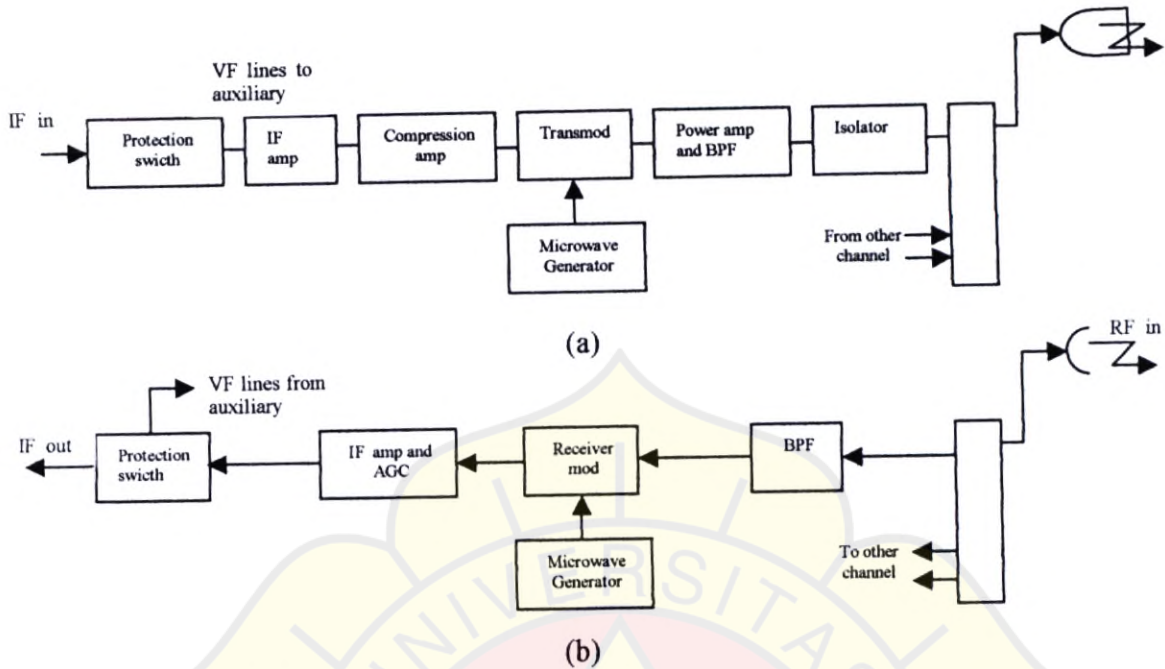 VF lines to
auxiliary
IF in
Protection
swicth
IF
amp
Compression
amp
Transmod
Power amp
and BPF
Isolator
Microwave
Generator
From other
channel
(a)
RF in
VF lines from
auxiliary
IF out
Protection
swicth
IF amp and
AGC
Receiver
mod
BPF
Microwave
Generator
To other
channel
(b)
UNIVERSITAS